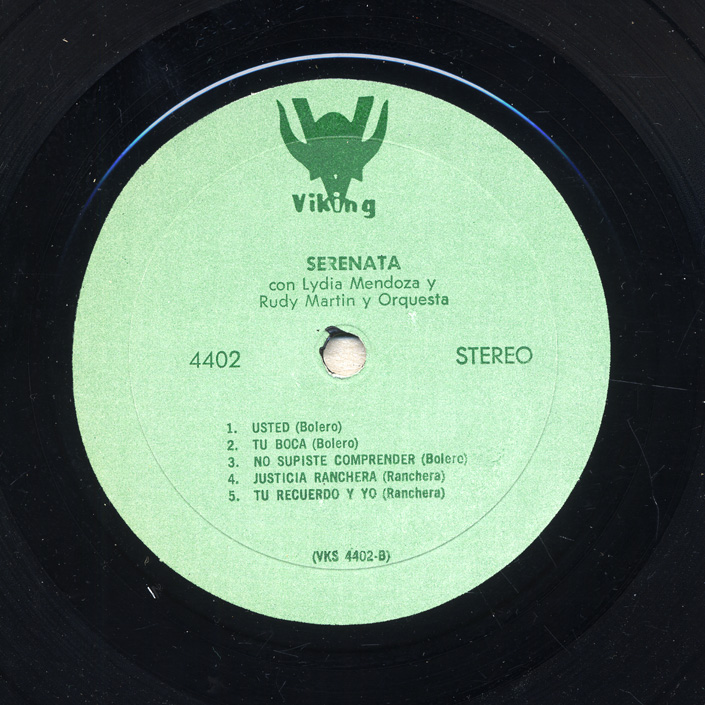 Viking
SERENATA
con Lydia Mendoza y
Rudy Martin y Orquesta
4402
STEREO
1. USTED (Bolero)
2. TU BOCA (Bolero)
3. NO SUPISTE COMPRENDER (Bolero)
4. JUSTICIA RANCHERA (Ranchera)
5. TU RECUERDO Y YO (Ranchera)
(VKS 4402-B)